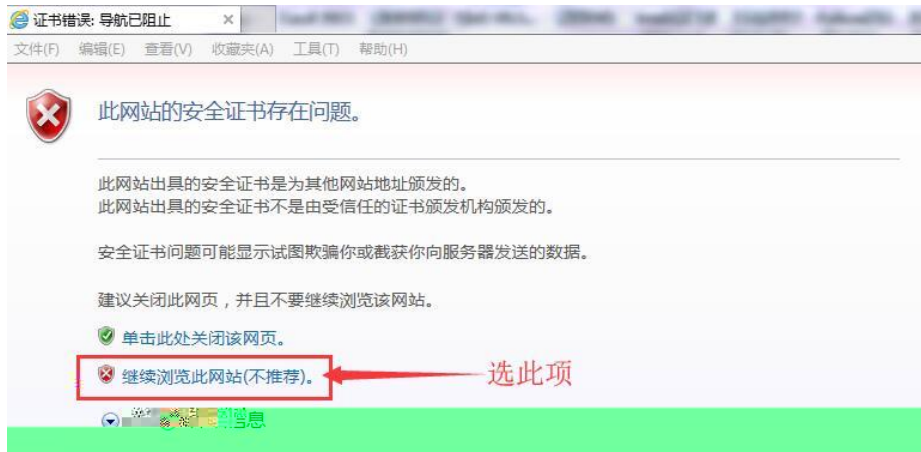 证书错误: 导航已阻止 ×
文件(F) 编辑(E) 查看(V) 收藏夹(A) 工具(T) 帮助(H)
此网站的安全证书存在问题。
此网站出具的安全证书是为其他网站地址颁发的。
此网站出具的安全证书不是由受信任的证书颁发机构颁发的。
安全证书问题可能显示试图欺骗你或截获你向服务器发送的数据。
建议关闭此网页，并且不要继续浏览该网站。
单击此处关闭该网页。
继续浏览此网站(不推荐)。 选此项
信息